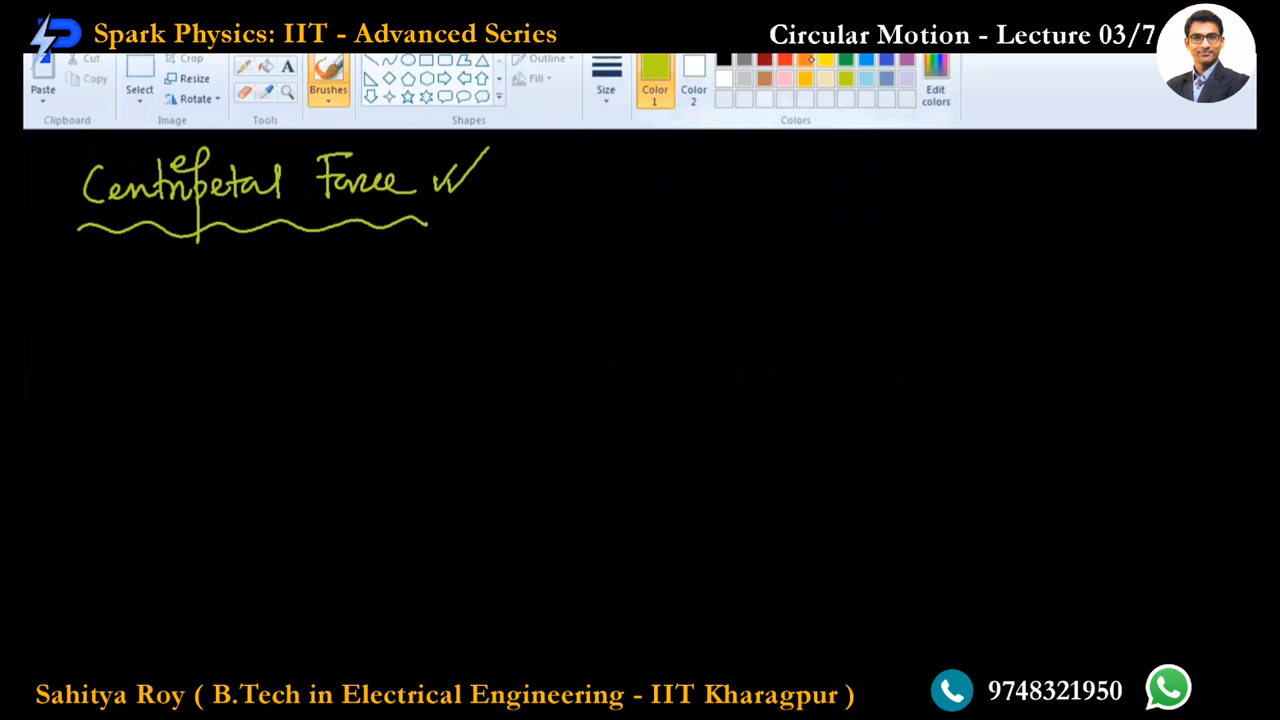 Spark Physics: IIT - Advanced Series
Circular Motion - Lecture 03/7
Cut
Crop
Outline
Copy
Resize
Fill
Paste
Select
Rotate
Brushes
Size
Color 1
Color 2
Edit colors
Clipboard
Image
Tools
Shapes
Colors
Centripetal Force
Sahitya Roy ( B.Tech in Electrical Engineering - IIT Kharagpur )
9748321950